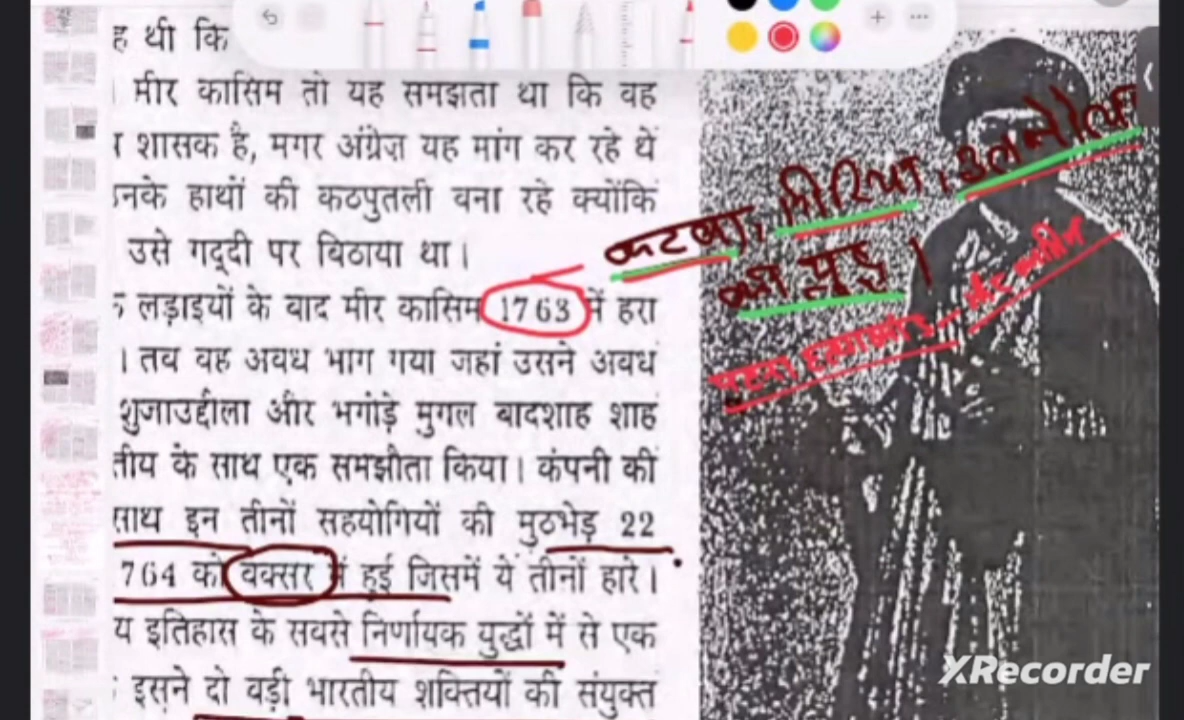 ह थी कि
मीर कासिम तो यह समझता था कि वह
शासक है, मगर अंग्रेज़ यह मांग कर रहे थे
उनके हाथों की कठपुतली बना रहे क्योंकि
उसे गद्दी पर बिठाया था।
लड़ाइयों के बाद मीर कासिम 1763 में हरा
। तब वह अवध भाग गया जहां उसने अवध
शुजाउद्दौला और भगोड़े मुगल बादशाह शाह
तीय के साथ एक समझौता किया। कंपनी की
साथ इन तीनों सहयोगियों की मुठभेड़ 22
764 को बक्सर में हुई जिसमें ये तीनों हारे।
य इतिहास के सबसे निर्णायक युद्धों में से एक
इसने दो बड़ी भारतीय शक्तियों की संयुक्त
कटवा, गीरिया,
का युद्ध।
XRecorder